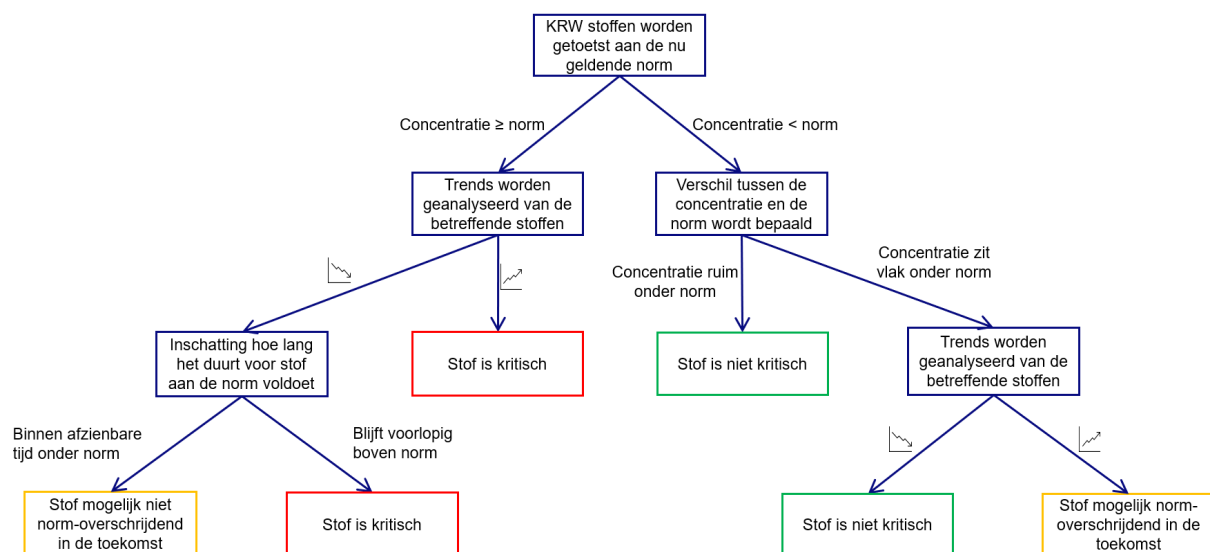 KRW stoffen worden
getoetst aan de nu
geldende norm
Concentratie ≥ norm
Concentratie < norm
Trends worden
geanalyseerd van de
betreffende stoffen
Verschil tussen de
concentratie en de
norm wordt bepaald
Concentratie ruim
onder norm
Concentratie zit
vlak onder norm
Inschatting hoe lang
het duurt voor stof
aan de norm voldoet
Stof is kritisch
Stof is niet kritisch
Trends worden
geanalyseerd van de
betreffende stoffen
Binnen afzienbare
tijd onder norm
Blijft voorlopig
boven norm
Stof mogelijk niet
norm-overschrijdend
in de toekomst
Stof is kritisch
Stof is niet kritisch
Stof mogelijk norm-
overschrijdend in de
toekomst